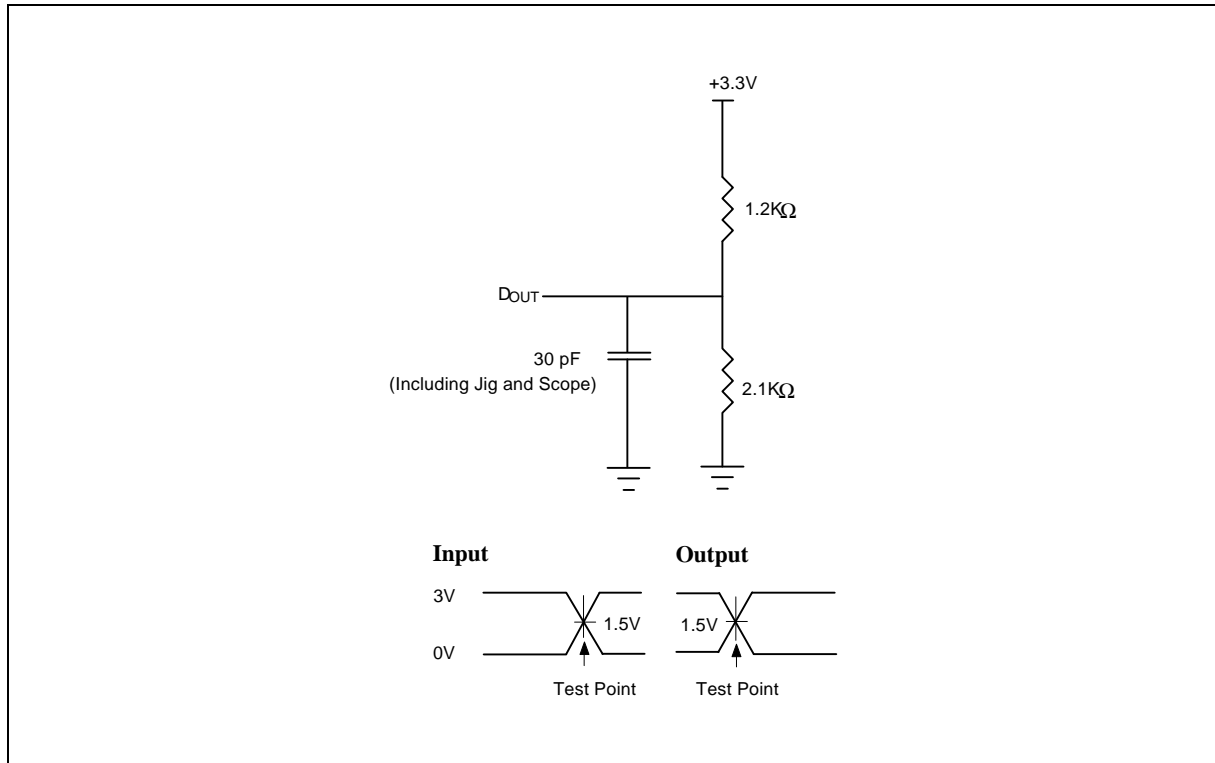 +3.3V
1.2KΩ
DOUT
30 pF
(Including Jig and Scope)
2.1KΩ
Input
Output
3V
1.5V
1.5V
0V
Test Point
Test Point